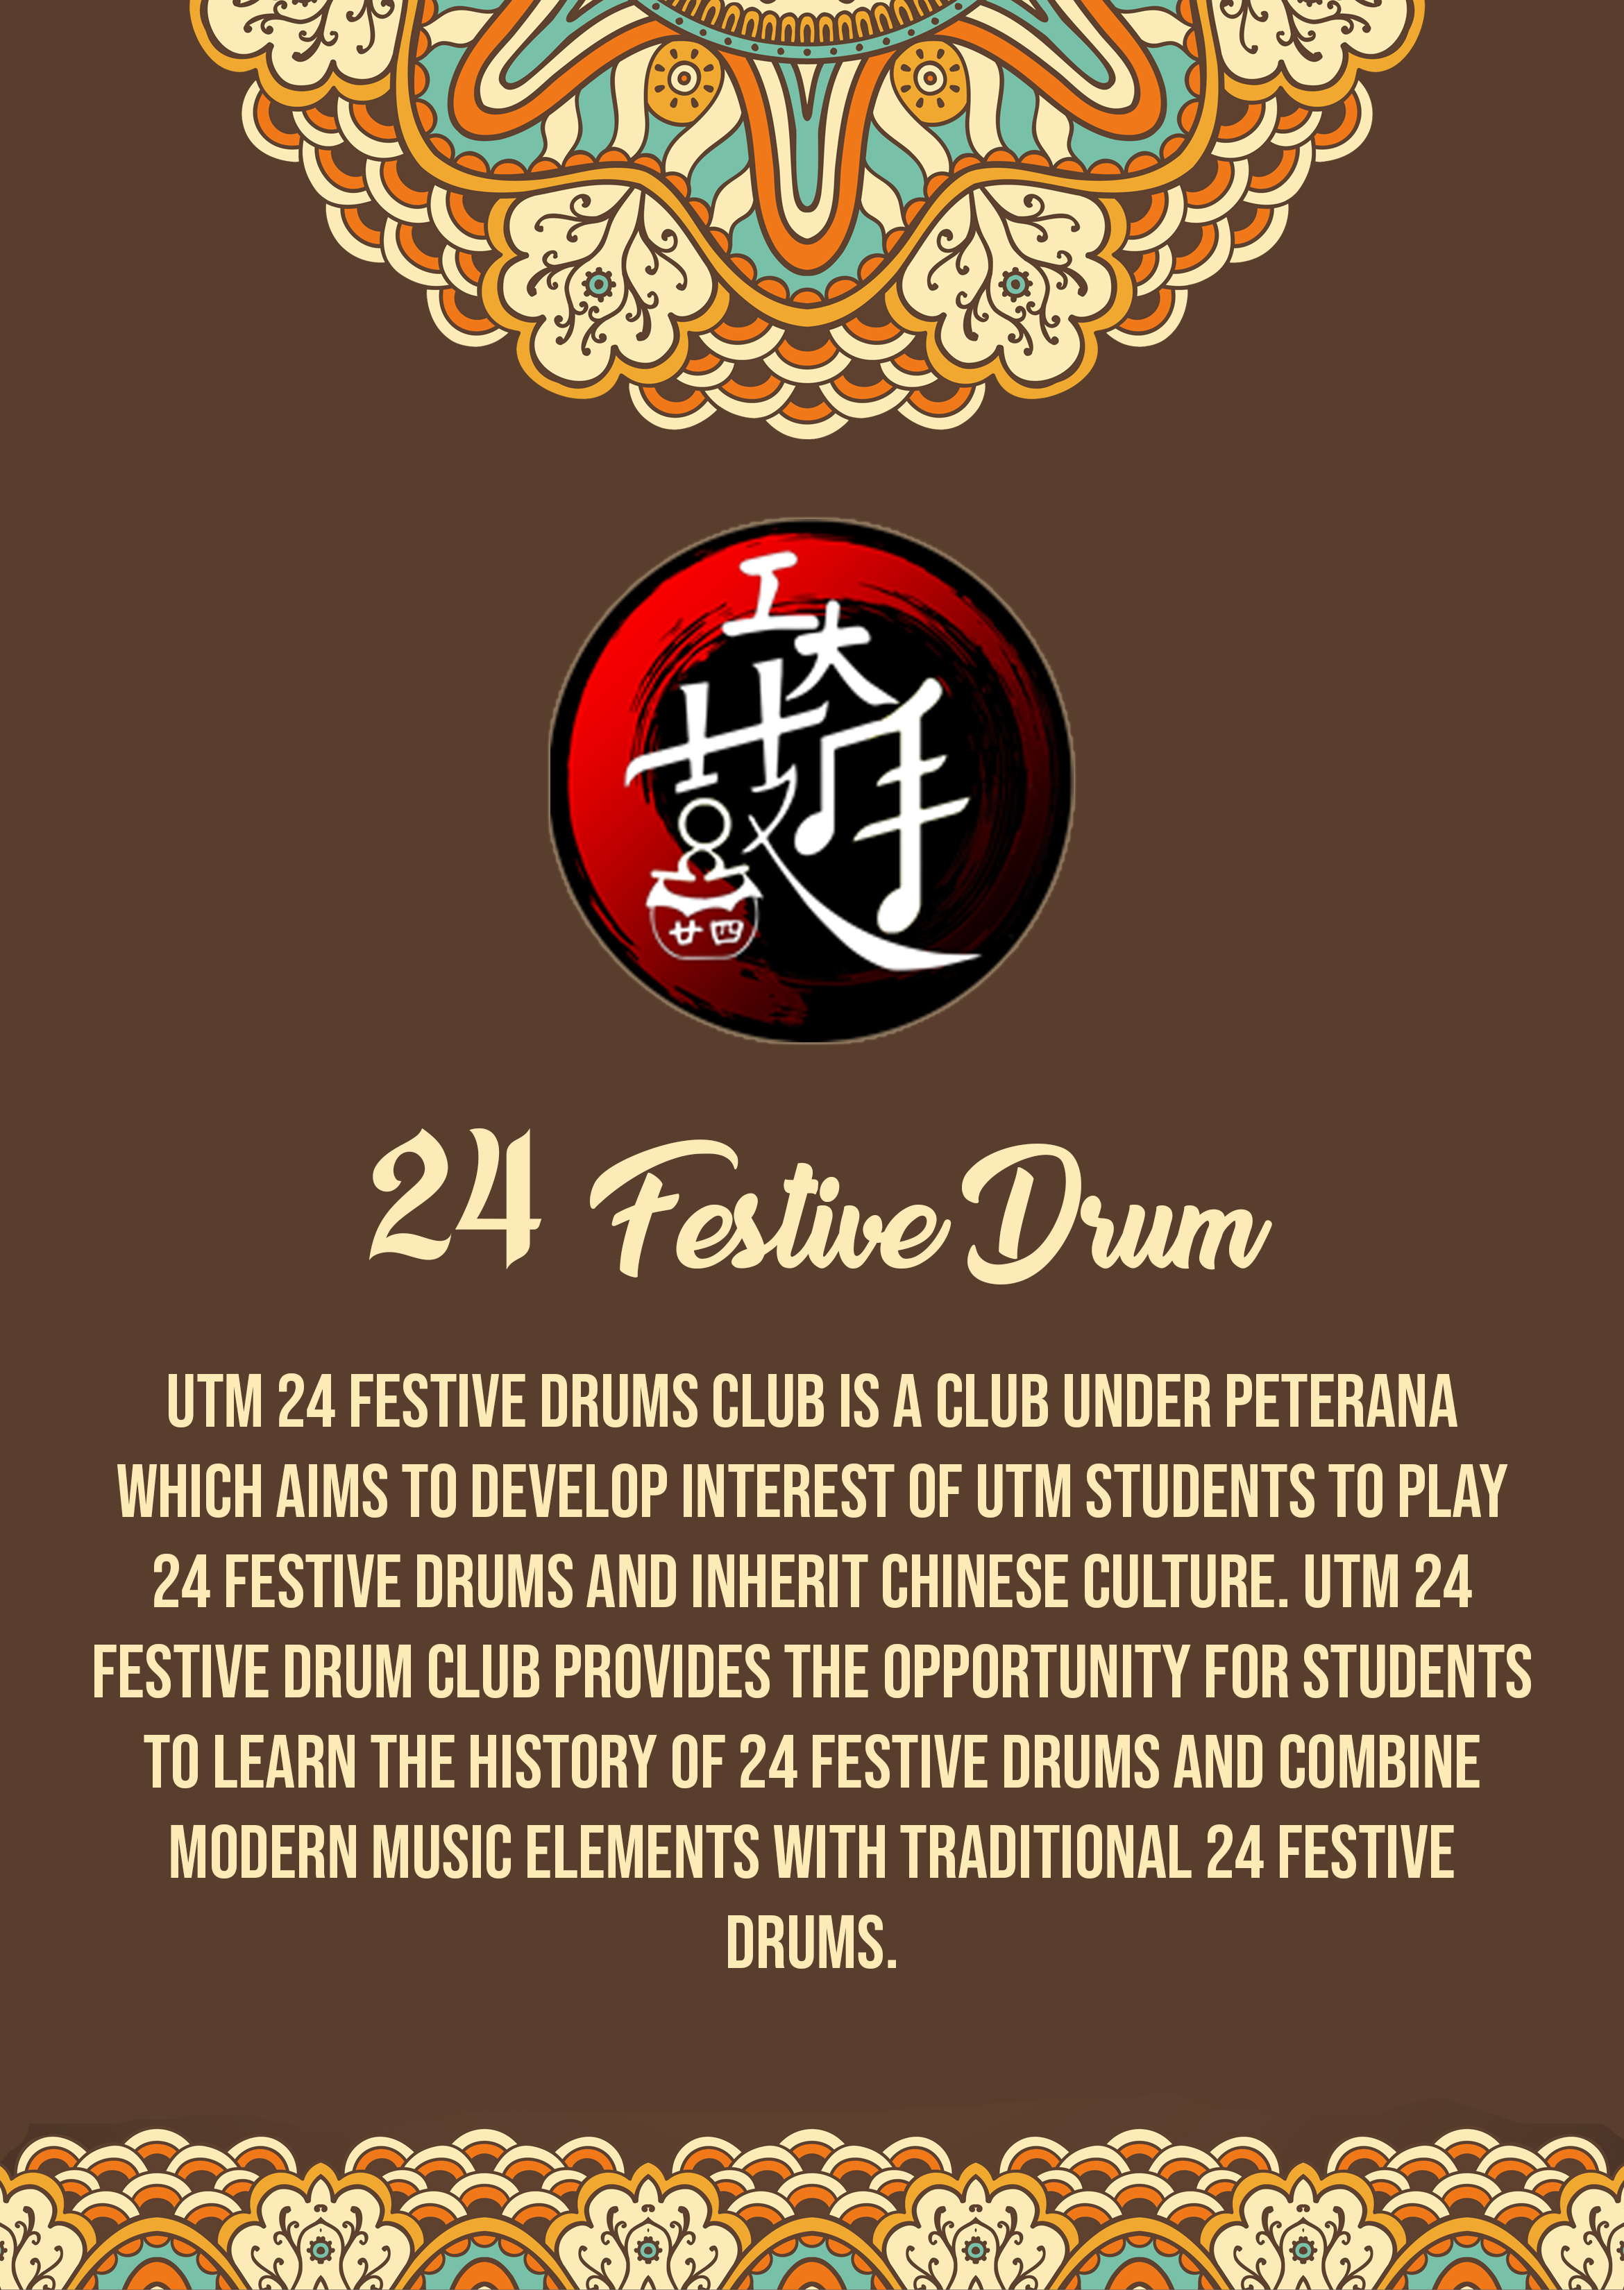 工大
廿四
24 Festive Drum
UTM 24 FESTIVE DRUMS CLUB IS A CLUB UNDER PETERANA
WHICH AIMS TO DEVELOP INTEREST OF UTM STUDENTS TO PLAY
24 FESTIVE DRUMS AND INHERIT CHINESE CULTURE. UTM 24
FESTIVE DRUM CLUB PROVIDES THE OPPORTUNITY FOR STUDENTS
TO LEARN THE HISTORY OF 24 FESTIVE DRUMS AND COMBINE
MODERN MUSIC ELEMENTS WITH TRADITIONAL 24 FESTIVE
DRUMS.